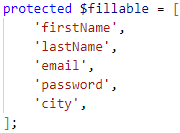 protected $fillable = [
    'firstName',
    'lastName',
    'email',
    'password',
    'city',
];